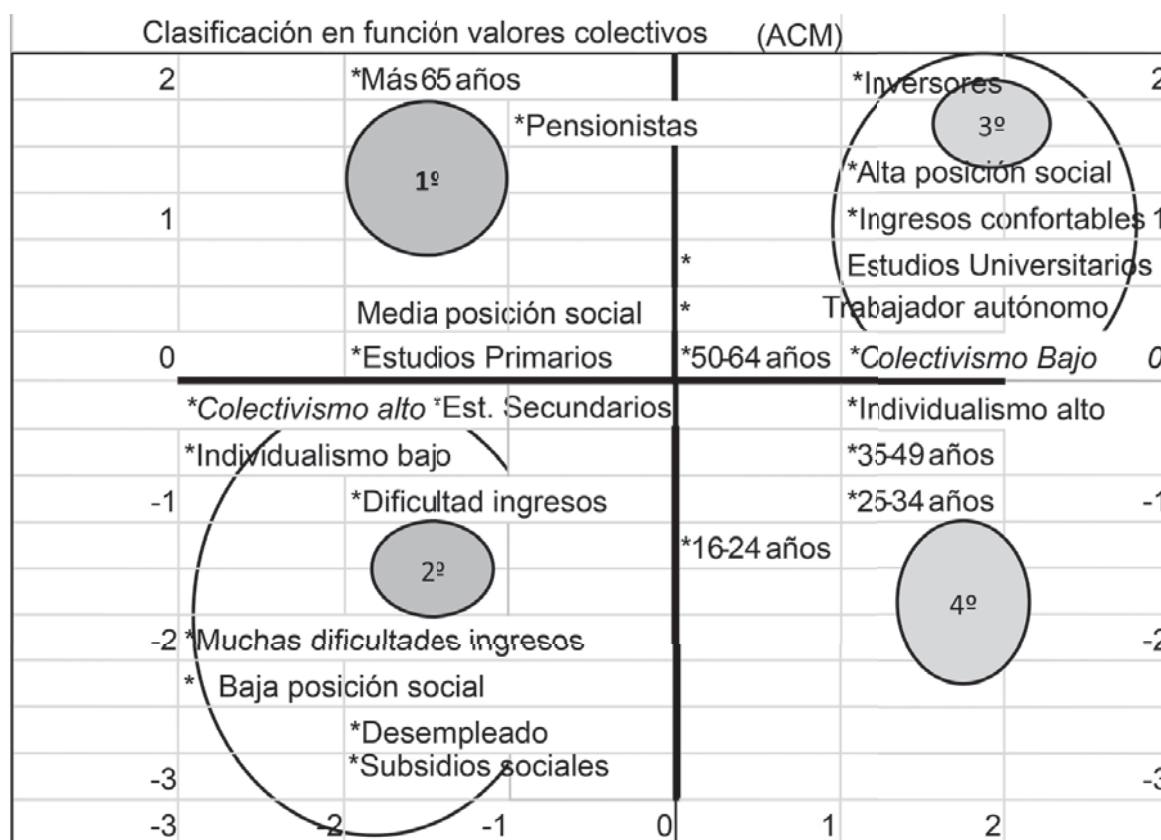 Clasificación en función valores colectivos (ACM)
2 *Más 65 años *Inversores 2
*Pensionistas 3º
1º *Alta posición social
1 *Ingresos confortables 1
* Estudios Universitarios
Media posición social * Trabajador autónomo
0 *Estudios Primarios *50-64 años *Colectivismo Bajo 0
*Colectivismo alto *Est. Secundarios *Individualismo alto
*Individualismo bajo *35-49 años
-1 *Dificultad ingresos *25-34 años -1
*16-24 años
2º
4º
-2 *Muchas dificultades ingresos -2
* Baja posición social
*Desempleado
*Subsidios sociales
-3 -3
-3 -2 -1 0 1 2